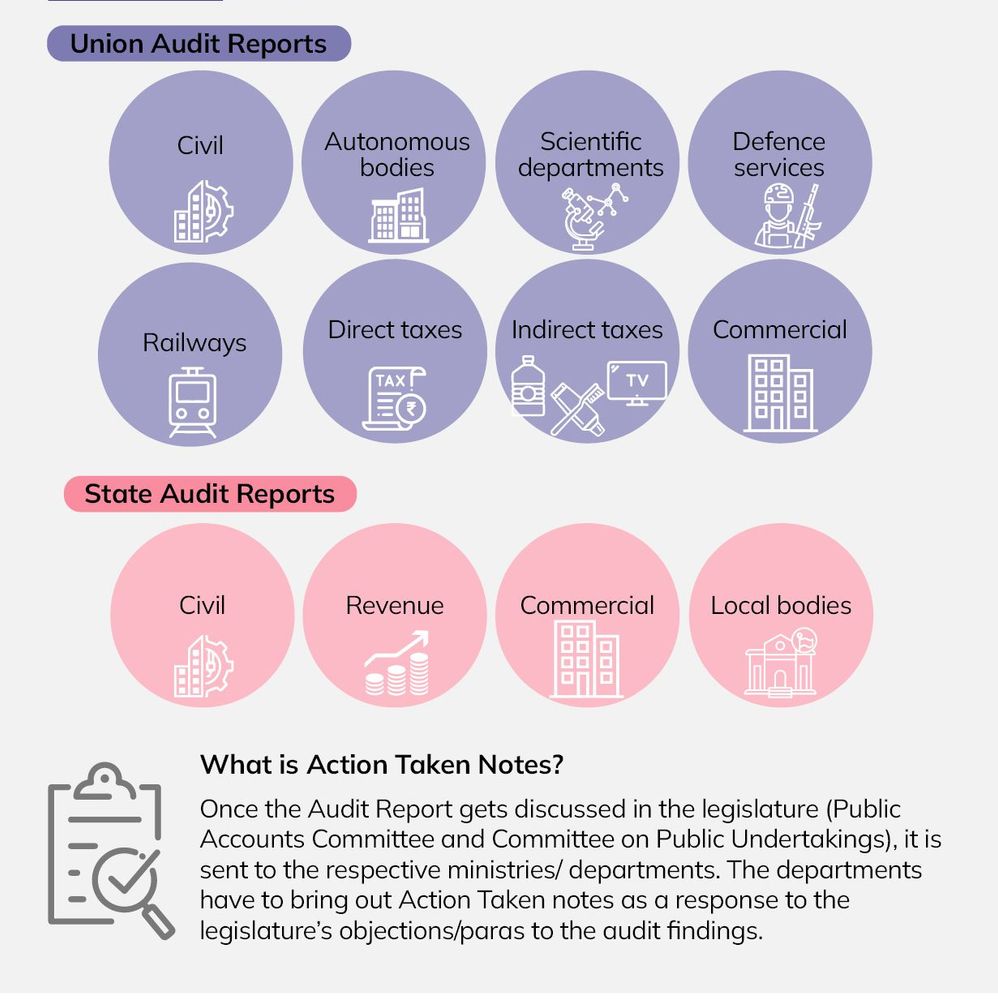 Union Audit Reports
Civil
Autonomous
bodies
Scientific
departments
Defence
services
Railways
Direct taxes
TAX
₹
Indirect taxes
TV
Commercial
State Audit Reports
Civil
Revenue
Commercial
Local bodies
What is Action Taken Notes?
Once the Audit Report gets discussed in the legislature (Public
Accounts Committee and Committee on Public Undertakings), it is
sent to the respective ministries/ departments. The departments
have to bring out Action Taken notes as a response to the
legislature’s objections/paras to the audit findings.